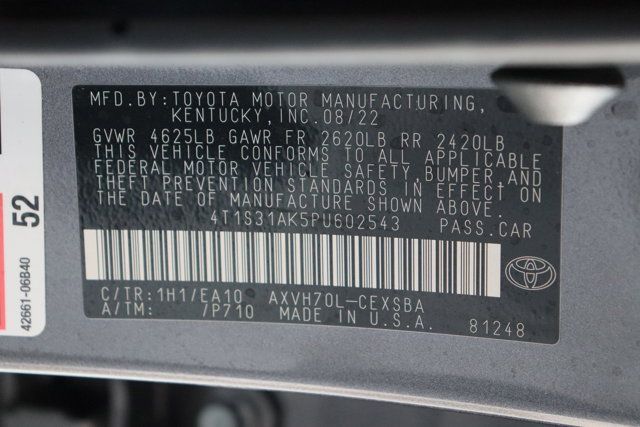 MFD.BY:TOYOTA MOTOR MANUFACTURING,
KENTUCKY,INC.08/22
GVWR 4625LB GAWR FR 2620LB RR 2420LB
THIS VEHICLE CONFORMS TO ALL APPLICABLE
FEDERAL MOTOR VEHICLE SAFETY,BUMPER,AND
THEFT PREVENTION STANDARDS IN EFFECT ON
THE DATE OF MANUFACTURE SHOWN ABOVE.
4T1S31AK5PU602543 PASS.CAR
C/TR:1H1/EA10 AXVH70L-CEXSBA
A/TM: /P710 MADE IN U.S.A. 81248
52
42661-06B40